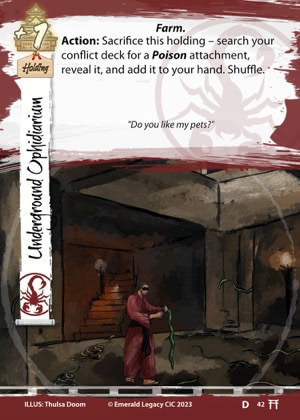 Farm.
1
Action: Sacrifice this holding – search your
conflict deck for a Poison attachment,
reveal it, and add it to your hand. Shuffle.
Holding
"Do you like my pets?"
Underground Ophidiarium
ILLUS: Thulsa Doom © Emerald Legacy CIC 2023 D 42